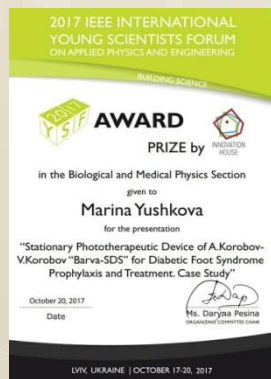 2017 IEEE INTERNATIONAL
YOUNG SCIENTISTS FORUM
ON APPLIED PHYSICS AND ENGINEERING
BUILDING SCIENCE
2017
YSF
AWARD
PRIZE by
INNOVATION
HOUSE
in the Biological and Medical Physics Section
given to
Marina Yushkova
for the presentation
"Stationary Phototherapeutic Device of A.Korobov-
V.Korobov "Barva-SDS" for Diabetic Foot Syndrome
Prophylaxis and Treatment. Case Study"
October 20, 2017
Date
Ms. Daryna Pesina
ORGANIZING COMMITTEE CHAIR
LVIV, UKRAINE | OCTOBER 17-20, 2017